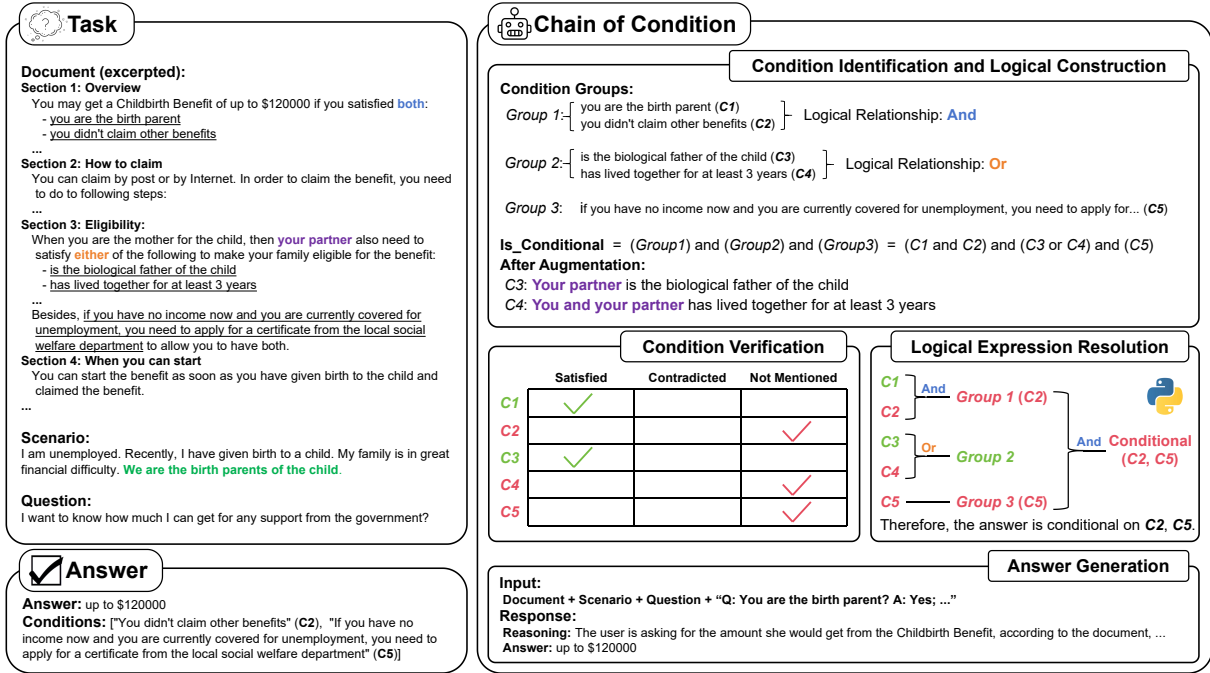 Task
Document (excerpted):
Section 1: Overview
You may get a Childbirth Benefit of up to $120000 if you satisfied both:
- you are the birth parent
- you didn't claim other benefits
...
Section 2: How to claim
You can claim by post or by Internet. In order to claim the benefit, you need
to do to following steps:
...
Section 3: Eligibility:
When you are the mother for the child, then your partner also need to
satisfy either of the following to make your family eligible for the benefit:
- is the biological father of the child
- has lived together for at least 3 years
...
Besides, if you have no income now and you are currently covered for
unemployment, you need to apply for a certificate from the local social
welfare department to allow you to have both.
Section 4: When you can start
You can start the benefit as soon as you have given birth to the child and
claimed the benefit.
...
Scenario:
I am unemployed. Recently, I have given birth to a child. My family is in great
financial difficulty. We are the birth parents of the child.
Question:
I want to know how much I can get for any support from the government?
Answer
Answer: up to $120000
Conditions: ["You didn't claim other benefits" (C2), "If you have no
income now and you are currently covered for unemployment, you need to
apply for a certificate from the local social welfare department" (C5)]
Chain of Condition
Condition Identification and Logical Construction
Condition Groups:
Group 1: you are the birth parent (C1)
you didn't claim other benefits (C2)
Logical Relationship: And
Group 2: is the biological father of the child (C3)
has lived together for at least 3 years (C4)
Logical Relationship: Or
Group 3: if you have no income now and you are currently covered for unemployment, you need to apply for... (C5)
Is_Conditional = (Group1) and (Group2) and (Group3) = (C1 and C2) and (C3 or C4) and (C5)
After Augmentation:
C3: Your partner is the biological father of the child
C4: You and your partner has lived together for at least 3 years
Condition Verification
Satisfied Contradicted Not Mentioned
C1
C2
C3
C4
C5
Logical Expression Resolution
C1
And
Group 1 (C2)
C2
C3
Or
Group 2
C4
And Conditional
(C2, C5)
C5 Group 3 (C5)
Therefore, the answer is conditional on C2, C5.
Answer Generation
Input:
Document + Scenario + Question + “Q: You are the birth parent? A: Yes; ...”
Response:
Reasoning: The user is asking for the amount she would get from the Childbirth Benefit, according to the document, ...
Answer: up to $120000